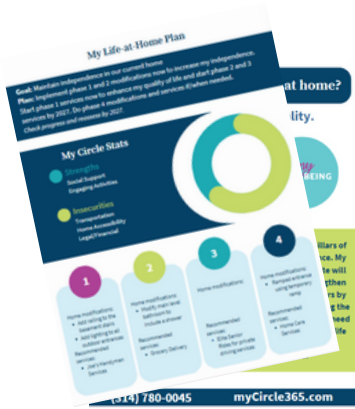 My Life-at-Home Plan
Goal: Maintain independence in our current home
Plan: Implement phase 1 and 2 modifications now to increase my independence.
Start phase 1 services now to enhance my quality of life and start phase 2 and 3
services by 2027. Do phase 4 modifications and services if/when needed.
Check progress and reassess by 2027.
My Circle Stats
Strengths
Social Support
Engaging Activities
Insecurities
Transportation
Home Accessibility
Legal/Financial
1
Home modifications:
Add railing to the
basement stairs
Add lighting to all
outdoor entrances
Recommended
services:
Joe's Handyman
Services
2
Home modifications:
Modify main level
bathroom to
include a shower
Recommended
services:
Grocery Delivery
3
Home modifications:
Recommended
services:
Elite Senior
Rides for private
driving services
4
Home modifications:
Ramped entrance
using temporary
ramp
Recommended
services:
Home Care
Services
at home?
lity.
my
BEING
illars of
nce. My
te will
gthen
rs by
g the
need
life
(314) 780-0045 myCircle365.com